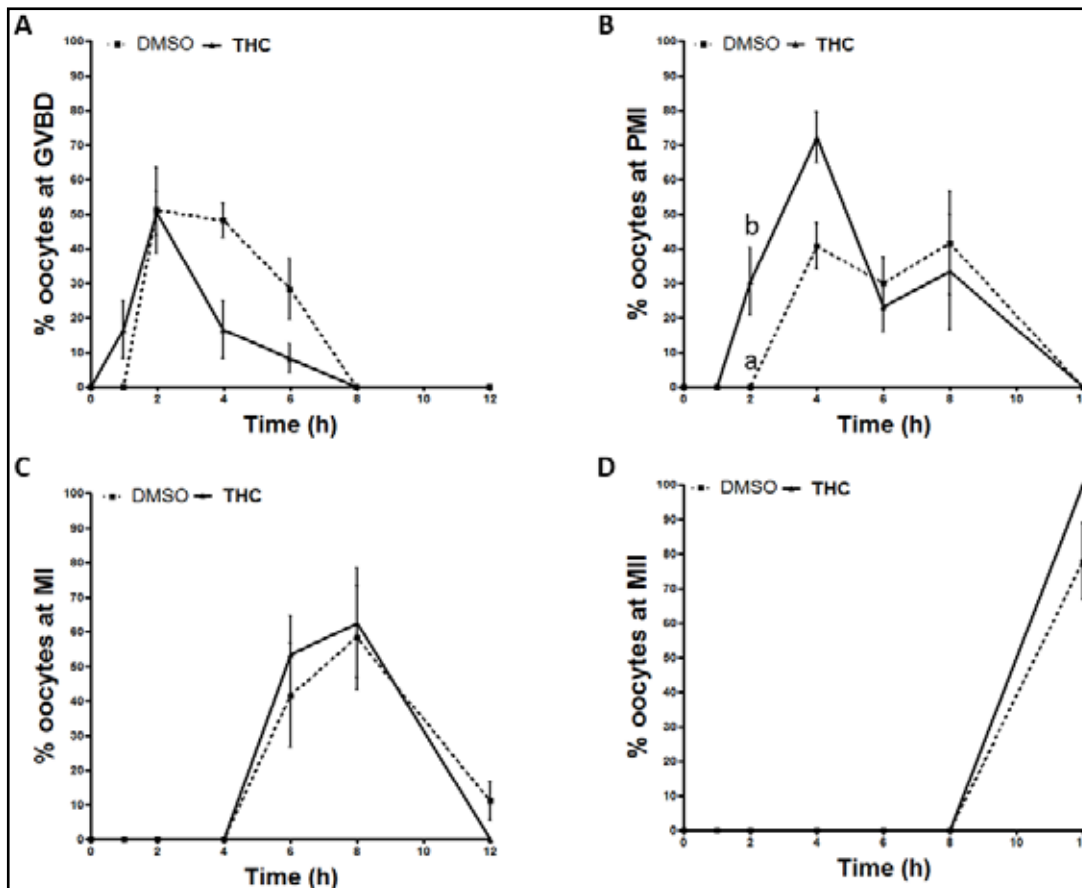 A
DMSO THC
% oocytes at GVBD
100
90
80
70
60
50
40
30
20
10
0
0 2 4 6 8 10 12
Time (h)
B
DMSO THC
% oocytes at PMI
100
90
80
70
60
50
40
30
20
10
0
b
a
0 2 4 6 8 10 1
Time (h)
C
DMSO THC
% oocytes at MI
100
90
80
70
60
50
40
30
20
10
0
0 2 4 6 8 10 12
Time (h)
D
DMSO THC
% oocytes at MII
100
90
80
70
60
50
40
30
20
10
0
0 2 4 6 8 10 1
Time (h)